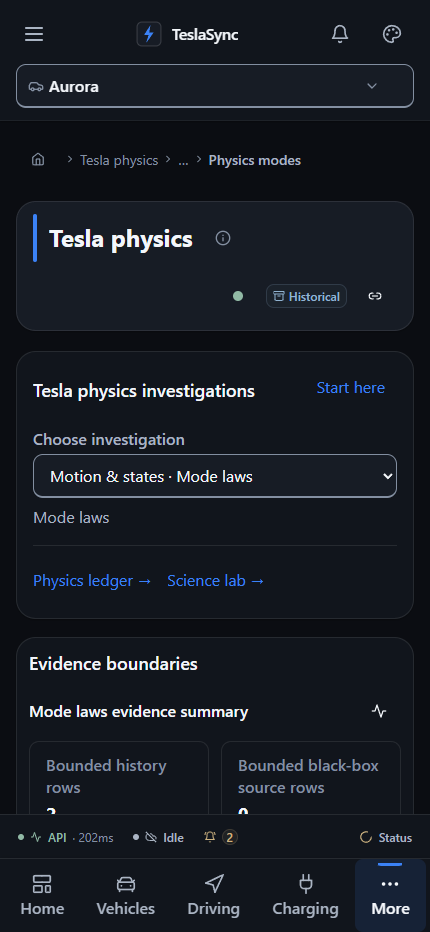 TeslaSync
Aurora
Tesla physics
...
Physics modes
Tesla physics
Historical
Tesla physics investigations
Start here
Choose investigation
Motion & states · Mode laws
Mode laws
Physics ledger →
Science lab →
Evidence boundaries
Mode laws evidence summary
Bounded history
rows
Bounded black-box
source rows
API · 202ms
Idle
2
Status
Home
Vehicles
Driving
Charging
More